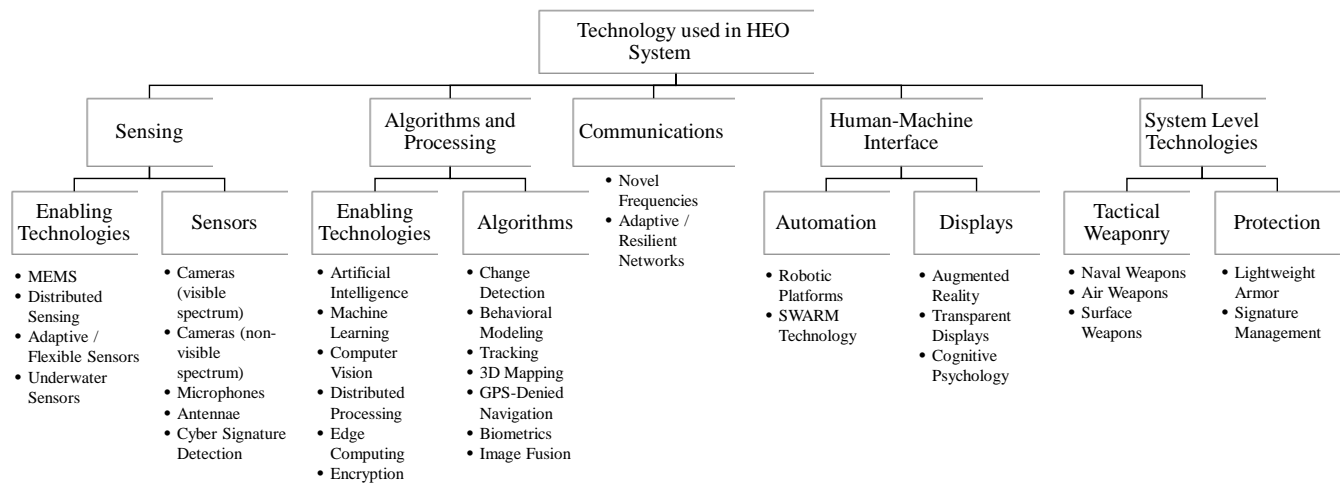 Technology used in HEO
System
Sensing
Algorithms and
Processing
Communications
Human-Machine
Interface
System Level
Technologies
Enabling
Technologies
• MEMS
• Distributed
Sensing
• Adaptive /
Flexible Sensors
• Underwater
Sensors
Sensors
• Cameras
(visible
spectrum)
• Cameras (non-
visible
spectrum)
• Microphones
• Antennae
• Cyber Signature
Detection
Enabling
Technologies
• Artificial
Intelligence
• Machine
Learning
• Computer
Vision
• Distributed
Processing
• Edge
Computing
• Encryption
Algorithms
• Change
Detection
• Behavioral
Modeling
• Tracking
• 3D Mapping
• GPS-Denied
Navigation
• Biometrics
• Image Fusion
• Novel
Frequencies
• Adaptive /
Resilient
Networks
Automation
• Robotic
Platforms
• SWARM
Technology
Displays
• Augmented
Reality
• Transparent
Displays
• Cognitive
Psychology
Tactical
Weaponry
• Naval Weapons
• Air Weapons
• Surface
Weapons
Protection
• Lightweight
Armor
• Signature
Management